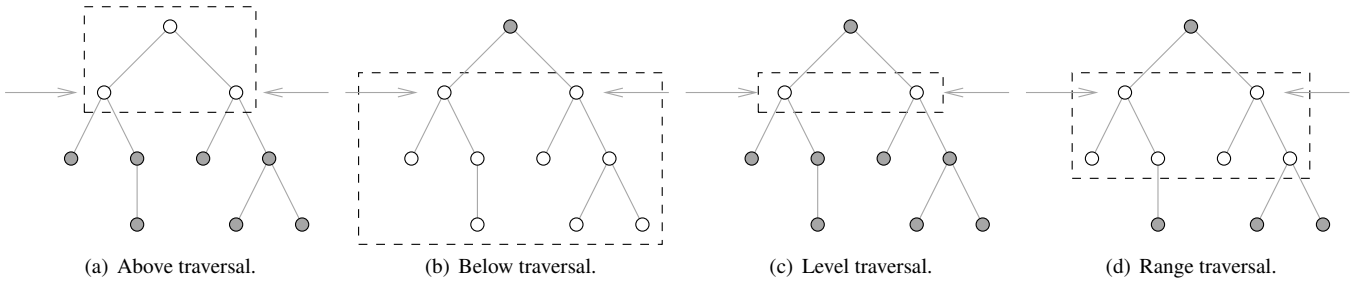 (a) Above traversal.
(b) Below traversal.
(c) Level traversal.
(d) Range traversal.